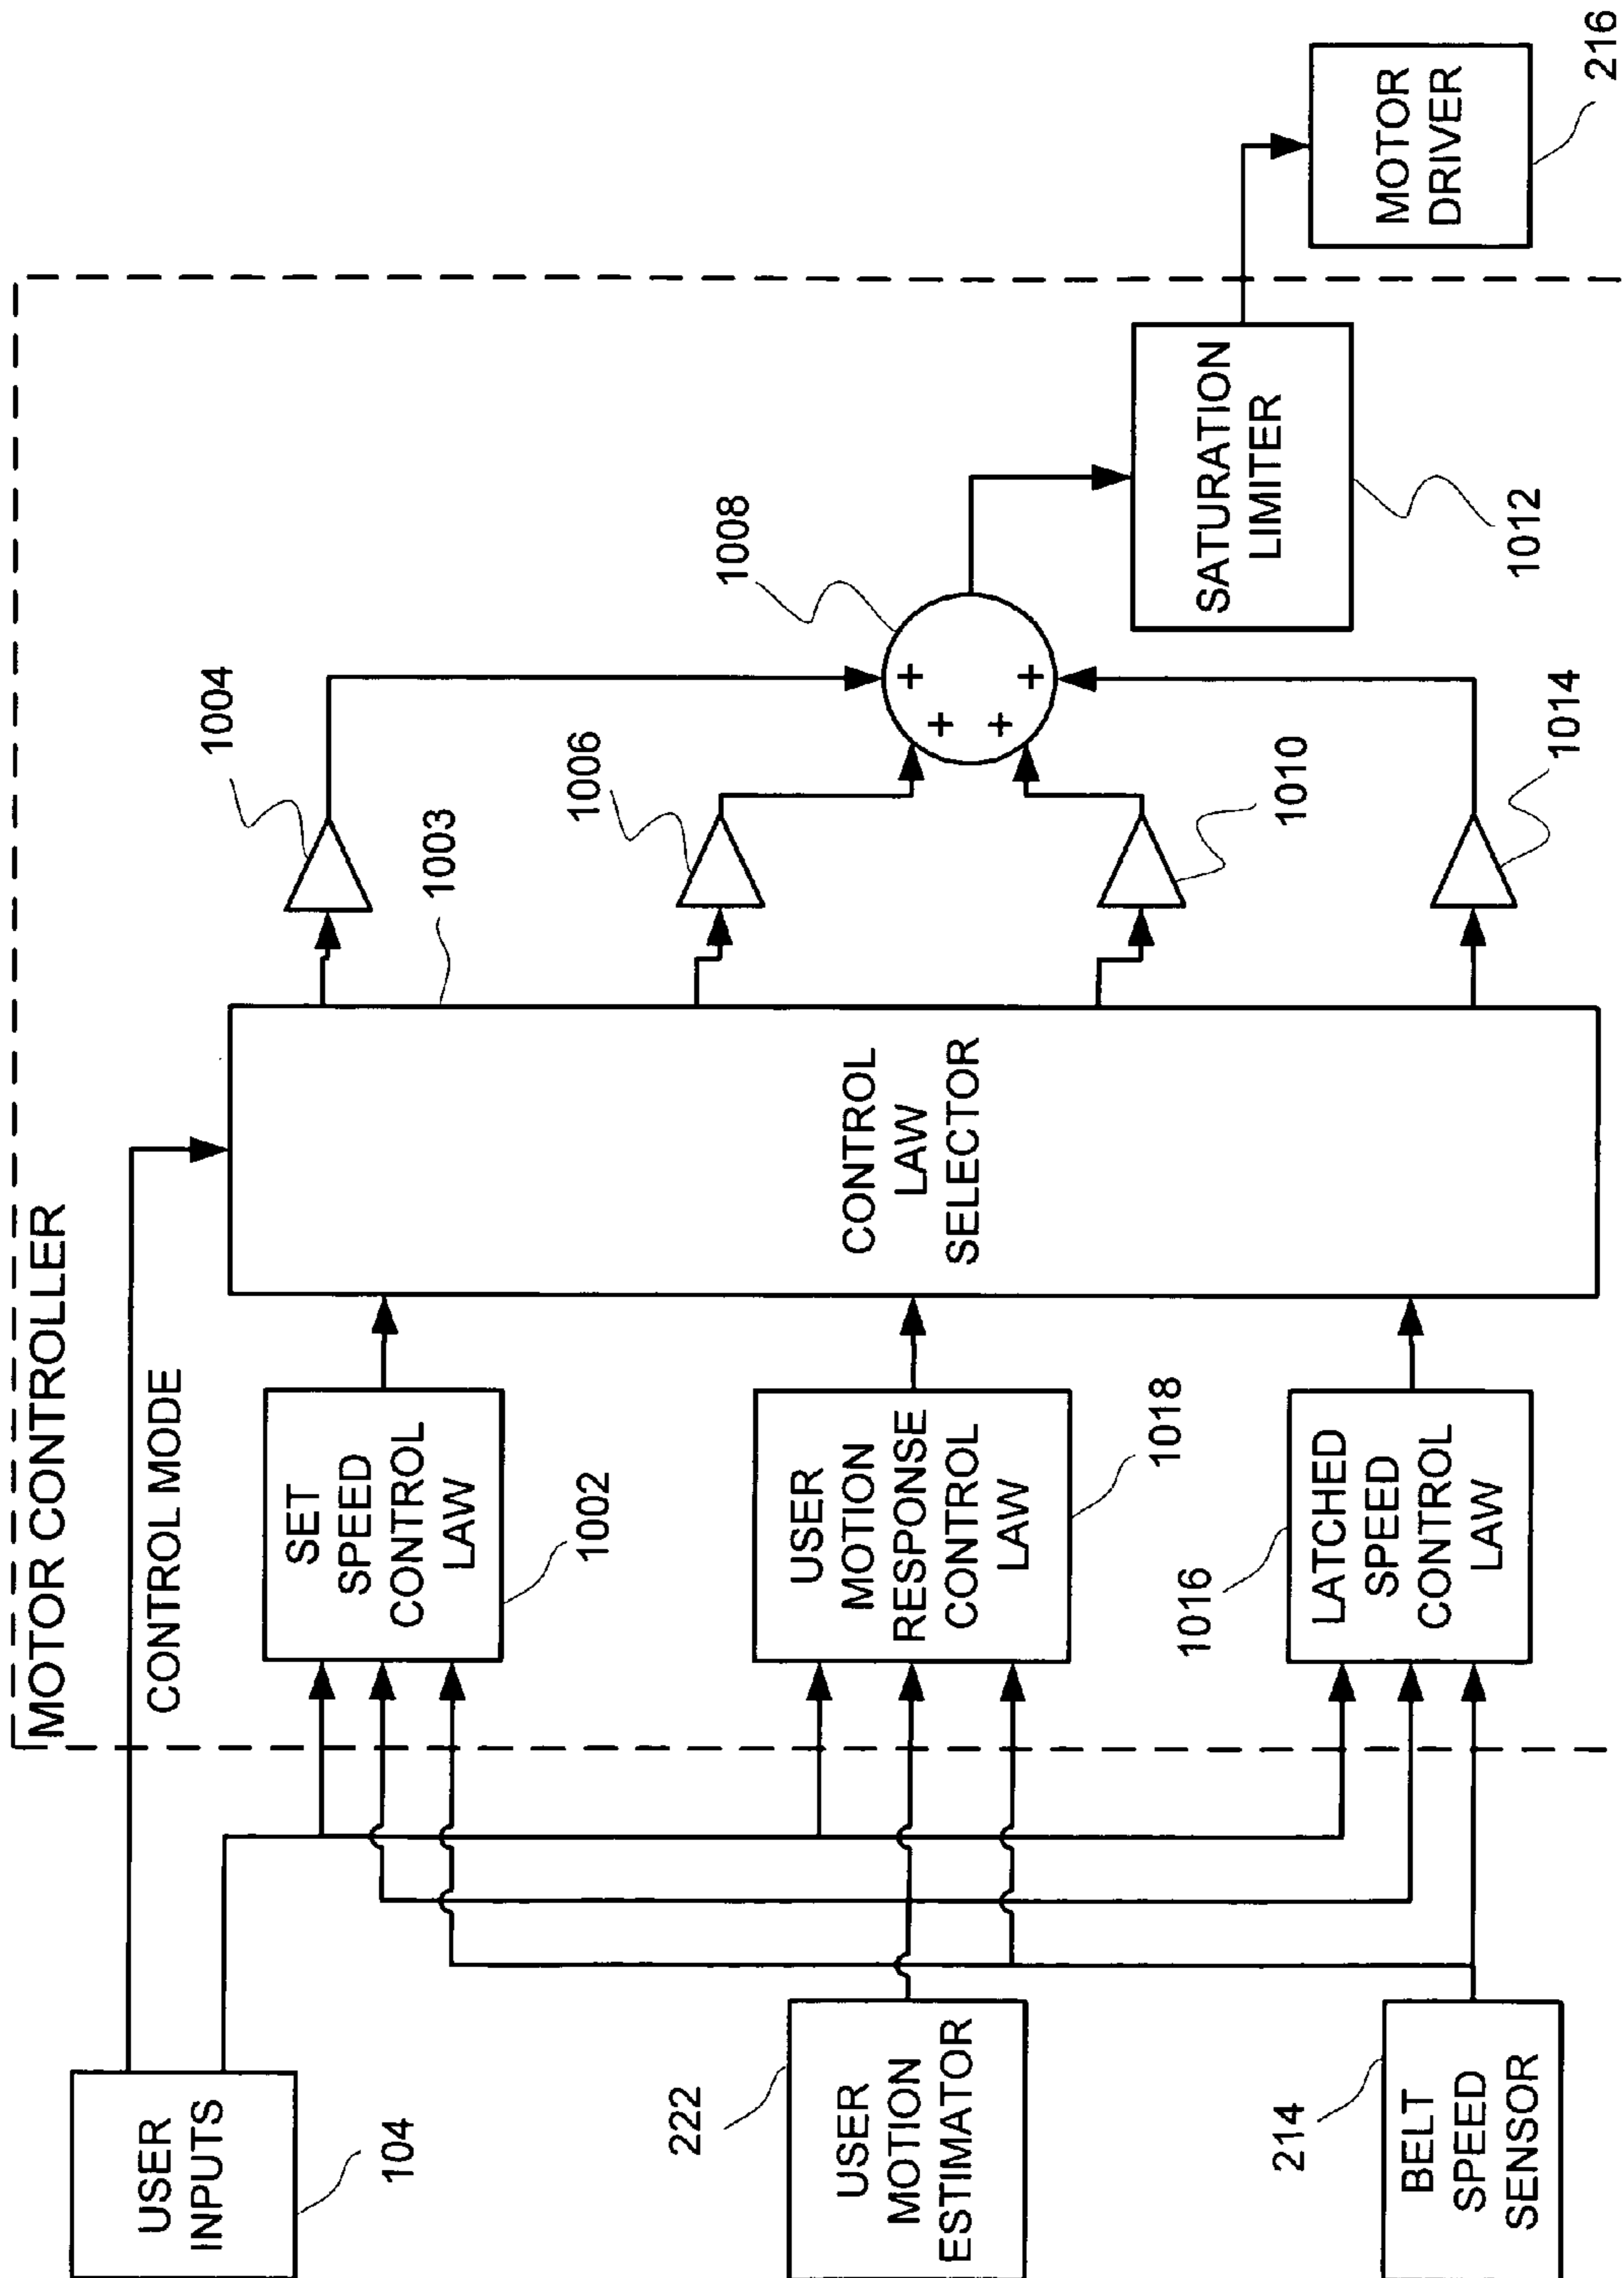 MOTOR CONTROLLER
CONTROL MODE
USER
INPUTS
104
SET
SPEED
CONTROL
LAW
1002
USER
MOTION
ESTIMATOR
222
USER
MOTION
RESPONSE
CONTROL
LAW
1018
BELT
SPEED
SENSOR
214
LATCHED
SPEED
CONTROL
LAW
1016
CONTROL
LAW
SELECTOR
1003
1004
1006
1010
1014
+
+
+
+
1008
SATURATION
LIMITER
1012
MOTOR
DRIVER
216